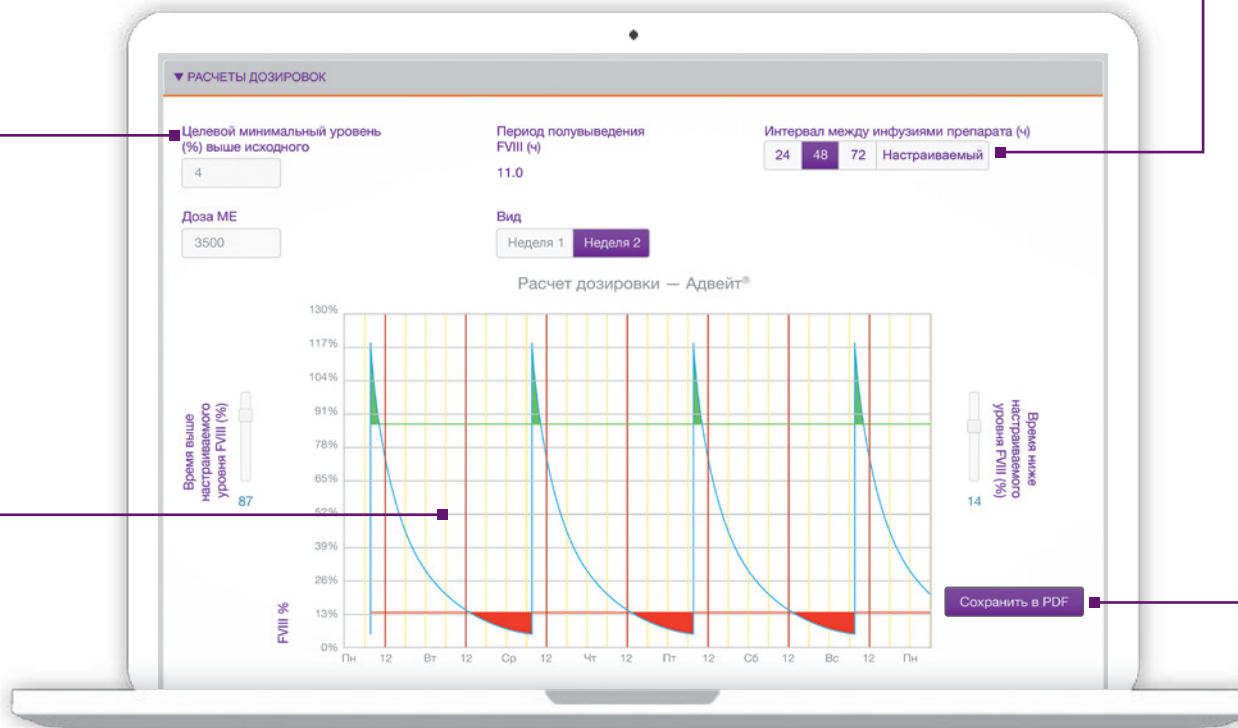 ▼ РАСЧЕТЫ ДОЗИРОВОК
Целевой минимальный уровень
(%) выше исходного
4
Период полувыведения
FVIII (ч)
11.0
Интервал между инфузиями препарата (ч)
24 48 72 Настраиваемый
Доза МЕ
3500
Вид
Неделя 1 Неделя 2
Расчет дозировки — Адвейт®
Время выше
настраиваемого
уровня FVIII (%)
87
130%
117%
104%
91%
78%
65%
52%
39%
26%
13%
0%
FVIII %
Пн 12 Вт 12 Ср 12 Чт 12 Пт 12 Сб 12 Вс 12 Пн
Время ниже
настраиваемого
уровня FVIII (%)
14
Сохранить в PDF